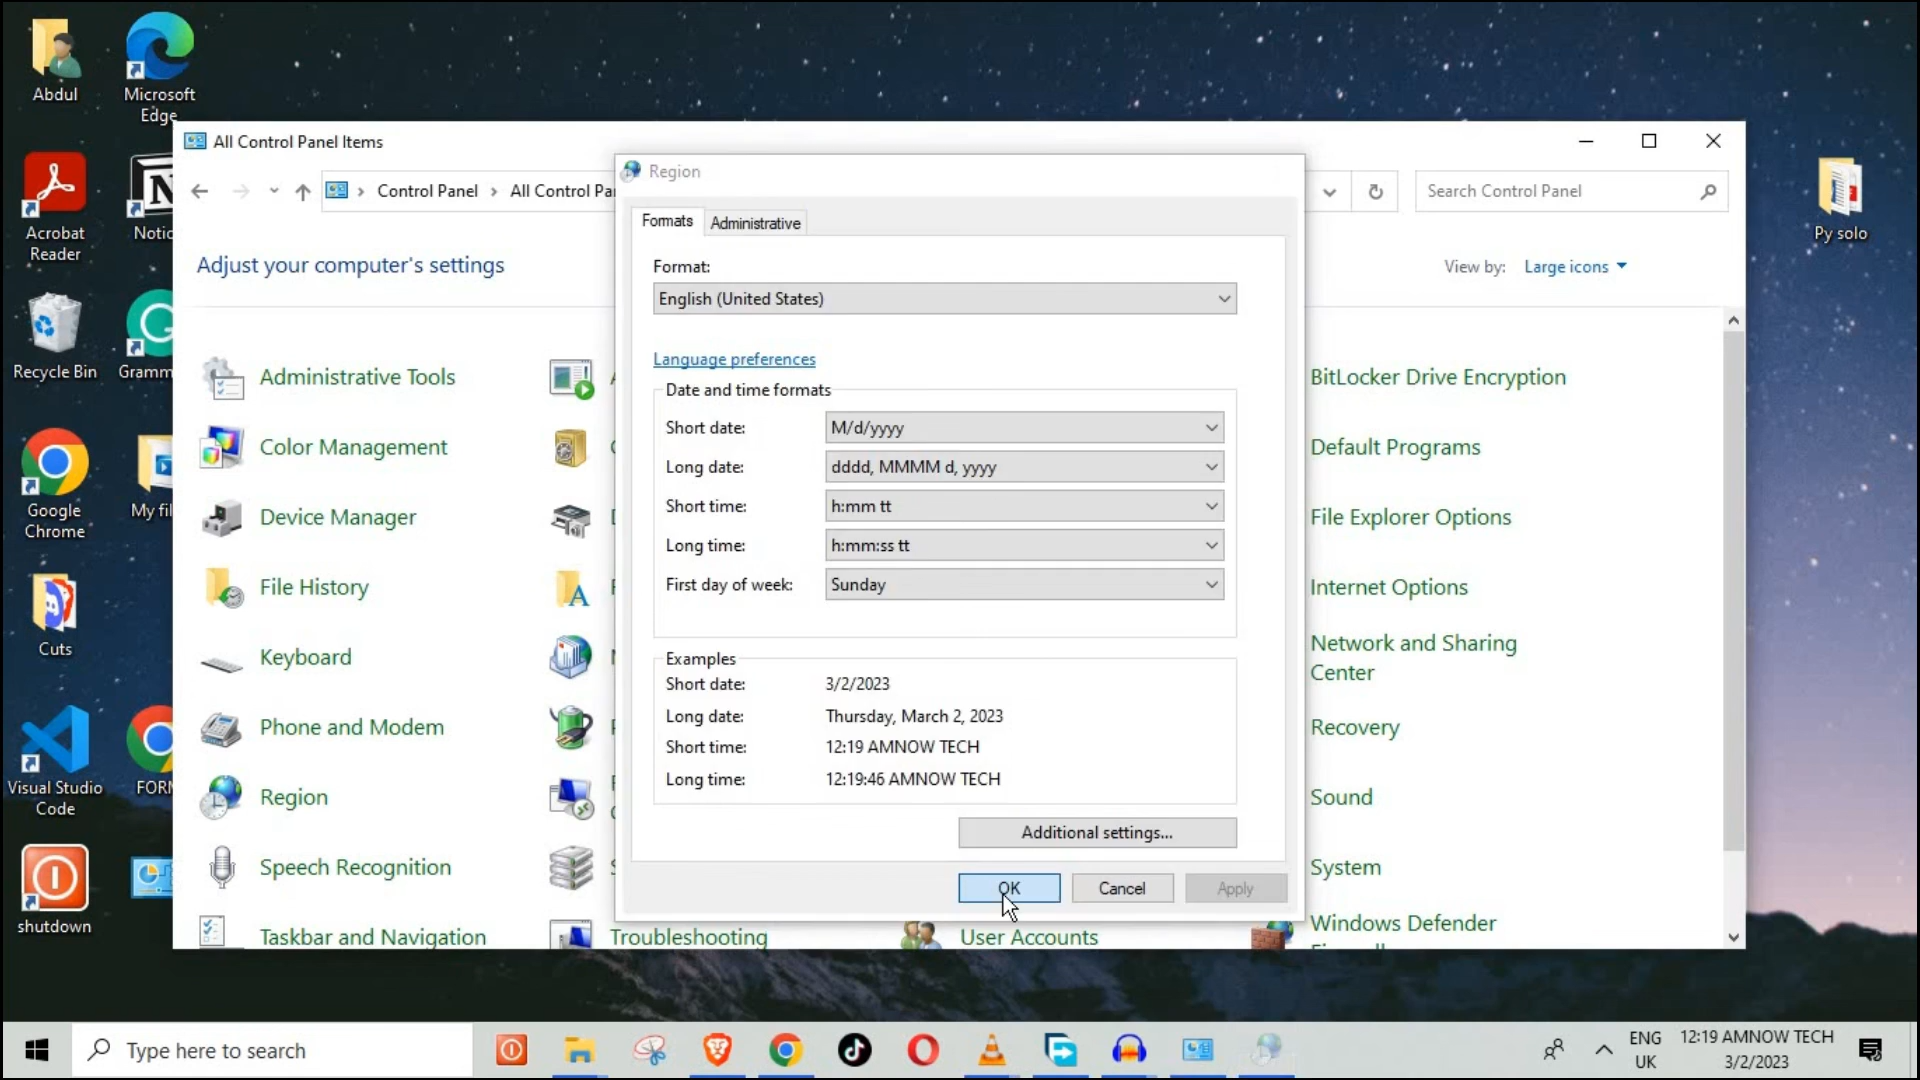 Abdul
Microsoft
Edge
Acrobat
Reader
Recycle Bin
Google
Chrome
Cuts
Visual Studio
Code
shutdown
Py solo
All Control Panel Items
Control Panel
Search Control Panel
Adjust your computer's settings
View by: Large icons
Administrative Tools
Color Management
Device Manager
File History
Keyboard
Phone and Modem
Region
Speech Recognition
Taskbar and Navigation
Troubleshooting
User Accounts
BitLocker Drive Encryption
Default Programs
File Explorer Options
Internet Options
Network and Sharing
Center
Recovery
Sound
System
Windows Defender
Region
Formats Administrative
Format:
English (United States)
Language preferences
Date and time formats
Short date: M/d/yyyy
Long date: dddd, MMMM d, yyyy
Short time: h:mm tt
Long time: h:mm:ss tt
First day of week: Sunday
Examples
Short date: 3/2/2023
Long date: Thursday, March 2, 2023
Short time: 12:19 AMNOW TECH
Long time: 12:19:46 AMNOW TECH
Additional settings...
OK Cancel Apply
Type here to search
ENG
UK
12:19 AMNOW TECH
3/2/2023